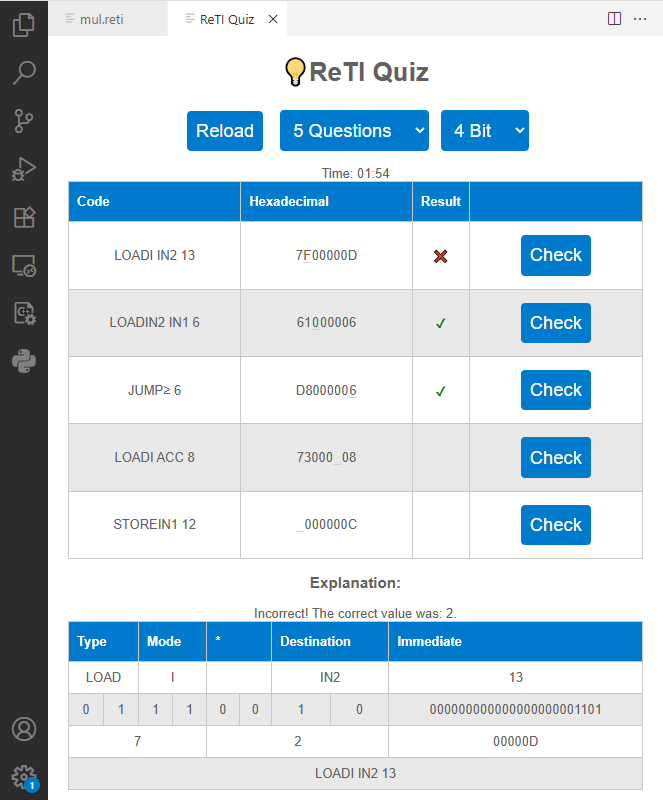 mul.reti ReTI Quiz
ReTI Quiz
Reload 5 Questions 4 Bit
Time: 01:54
Code Hexadecimal Result
LOADI IN2 13 7F00000D Check
LOADIN2 IN1 6 61000006 ✓ Check
JUMP≥ 6 D8000006 ✓ Check
LOADI ACC 8 73000_08 Check
STOREIN1 12 _000000C Check
Explanation:
Incorrect! The correct value was: 2.
Type Mode * Destination Immediate
LOAD I IN2 13
0 1 1 1 0 0 1 0 0000000000000000000001101
7 2 00000D
LOADI IN2 13
1